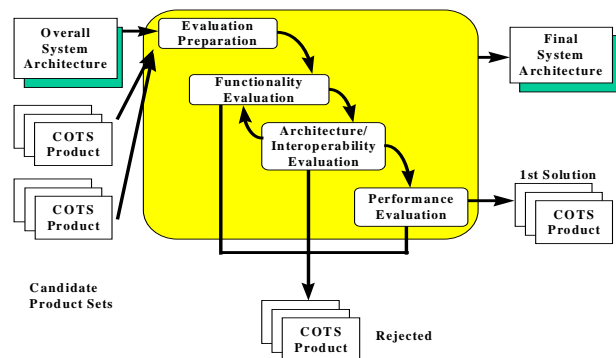 Overall
System
Architecture
Evaluation
Preparation
Final
System
Architecture
Functionality
Evaluation
COTS
Product
Architecture/
Interoperability
Evaluation
COTS
Product
Performance
Evaluation
1st Solution
COTS
Product
Candidate
Product Sets
COTS
Product
Rejected